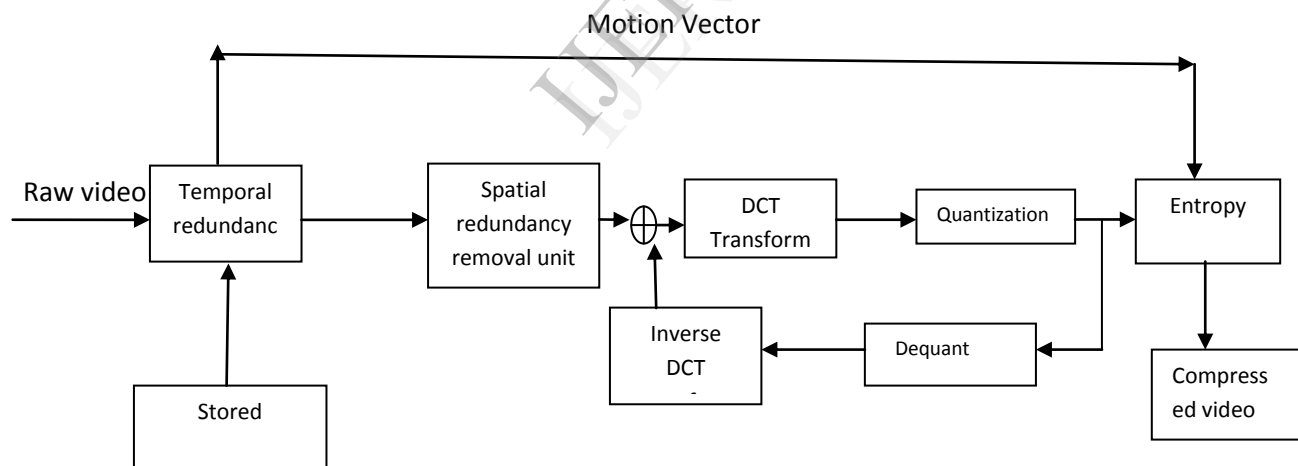 Motion Vector
Raw video
Temporal
redundanc
Spatial
redundancy
removal unit
DCT
Transform
Quantization
Entropy
Inverse
DCT
Dequant
Compress
ed video
Stored